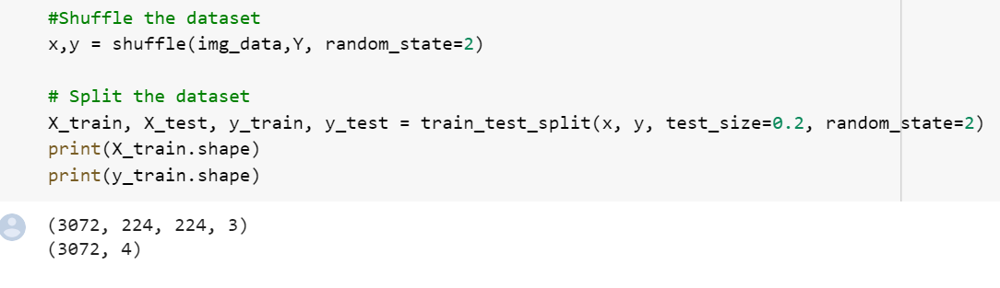 #Shuffle the dataset
x,y = shuffle(img_data,Y, random_state=2)
# Split the dataset
X_train, X_test, y_train, y_test = train_test_split(x, y, test_size=0.2, random_state=2)
print(X_train.shape)
print(y_train.shape)
(3072, 224, 224, 3)
(3072, 4)